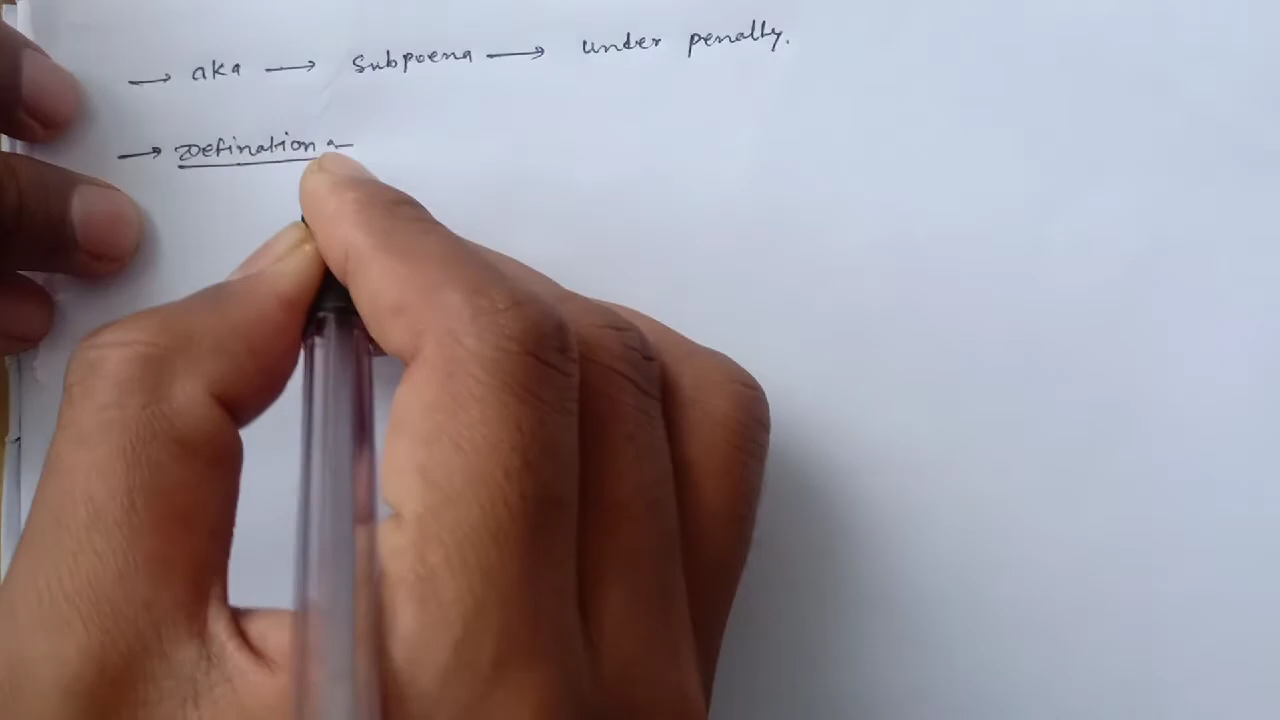 → aka → Subpoena → under penalty.
→ Defination :-